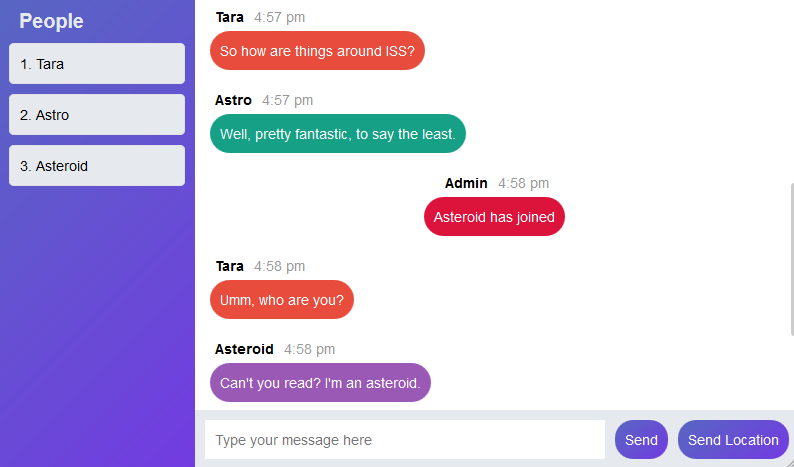 People
1. Tara
2. Astro
3. Asteroid
Tara 4:57 pm
So how are things around ISS?
Astro 4:57 pm
Well, pretty fantastic, to say the least.
Admin 4:58 pm
Asteroid has joined
Tara 4:58 pm
Umm, who are you?
Asteroid 4:58 pm
Can't you read? I'm an asteroid.
Type your message here
Send
Send Location